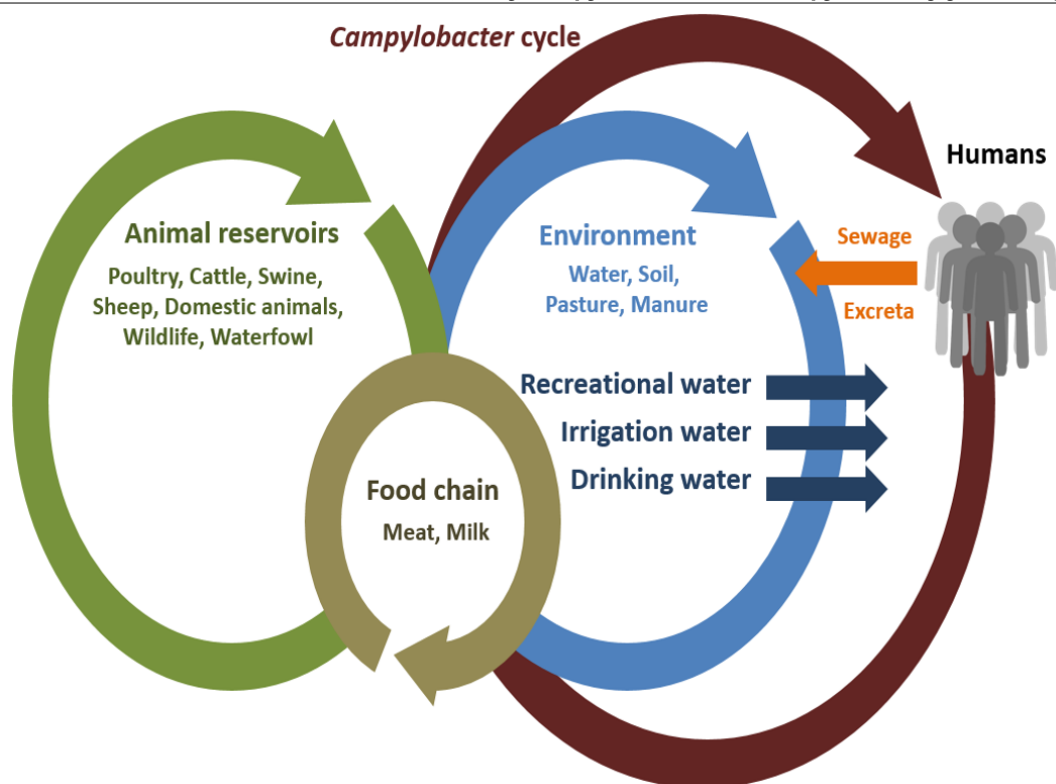 Campylobacter cycle
Humans
Animal reservoirs
Poultry, Cattle, Swine,
Sheep, Domestic animals,
Wildlife, Waterfowl
Environment
Water, Soil,
Pasture, Manure
Sewage
Excreta
Recreational water
Irrigation water
Drinking water
Food chain
Meat, Milk